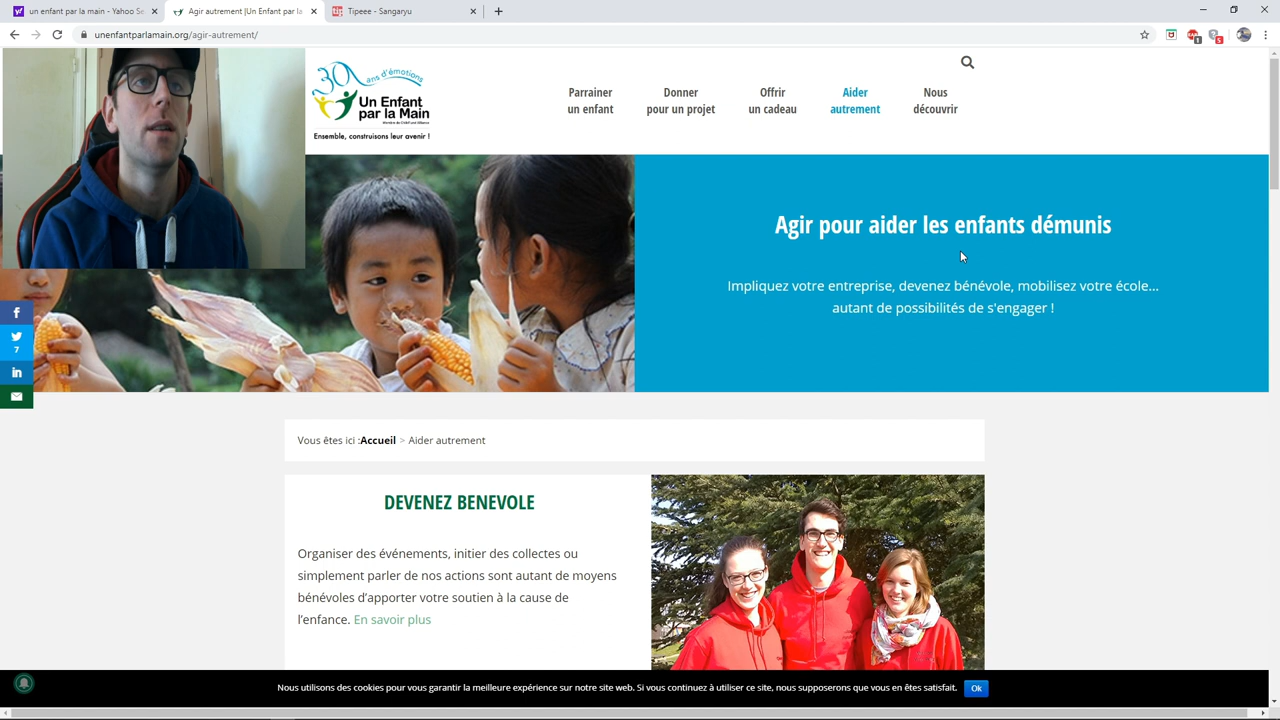 un enfant par la main - Yahoo Se
Agir autrement |Un Enfant par la
Tipeee - Sangaryu
unenfantparlamain.org/agir-autrement/
1
5
30 ans d'émotions
Un Enfant
par la Main
Ensemble, construisons leur avenir !
Parrainer
un enfant
Donner
pour un projet
Offrir
un cadeau
Aider
autrement
Nous
découvrir
Agir pour aider les enfants démunis
Impliquez votre entreprise, devenez bénévole, mobilisez votre école...
autant de possibilités de s'engager !
7
Vous êtes ici :Accueil > Aider autrement
DEVENEZ BENEVOLE
Organiser des événements, initier des collectes ou
simplement parler de nos actions sont autant de moyens
bénévoles d'apporter votre soutien à la cause de
l'enfance. En savoir plus
Nous utilisons des cookies pour vous garantir la meilleure expérience sur notre site web. Si vous continuez à utiliser ce site, nous supposerons que vous en êtes satisfait. Ok